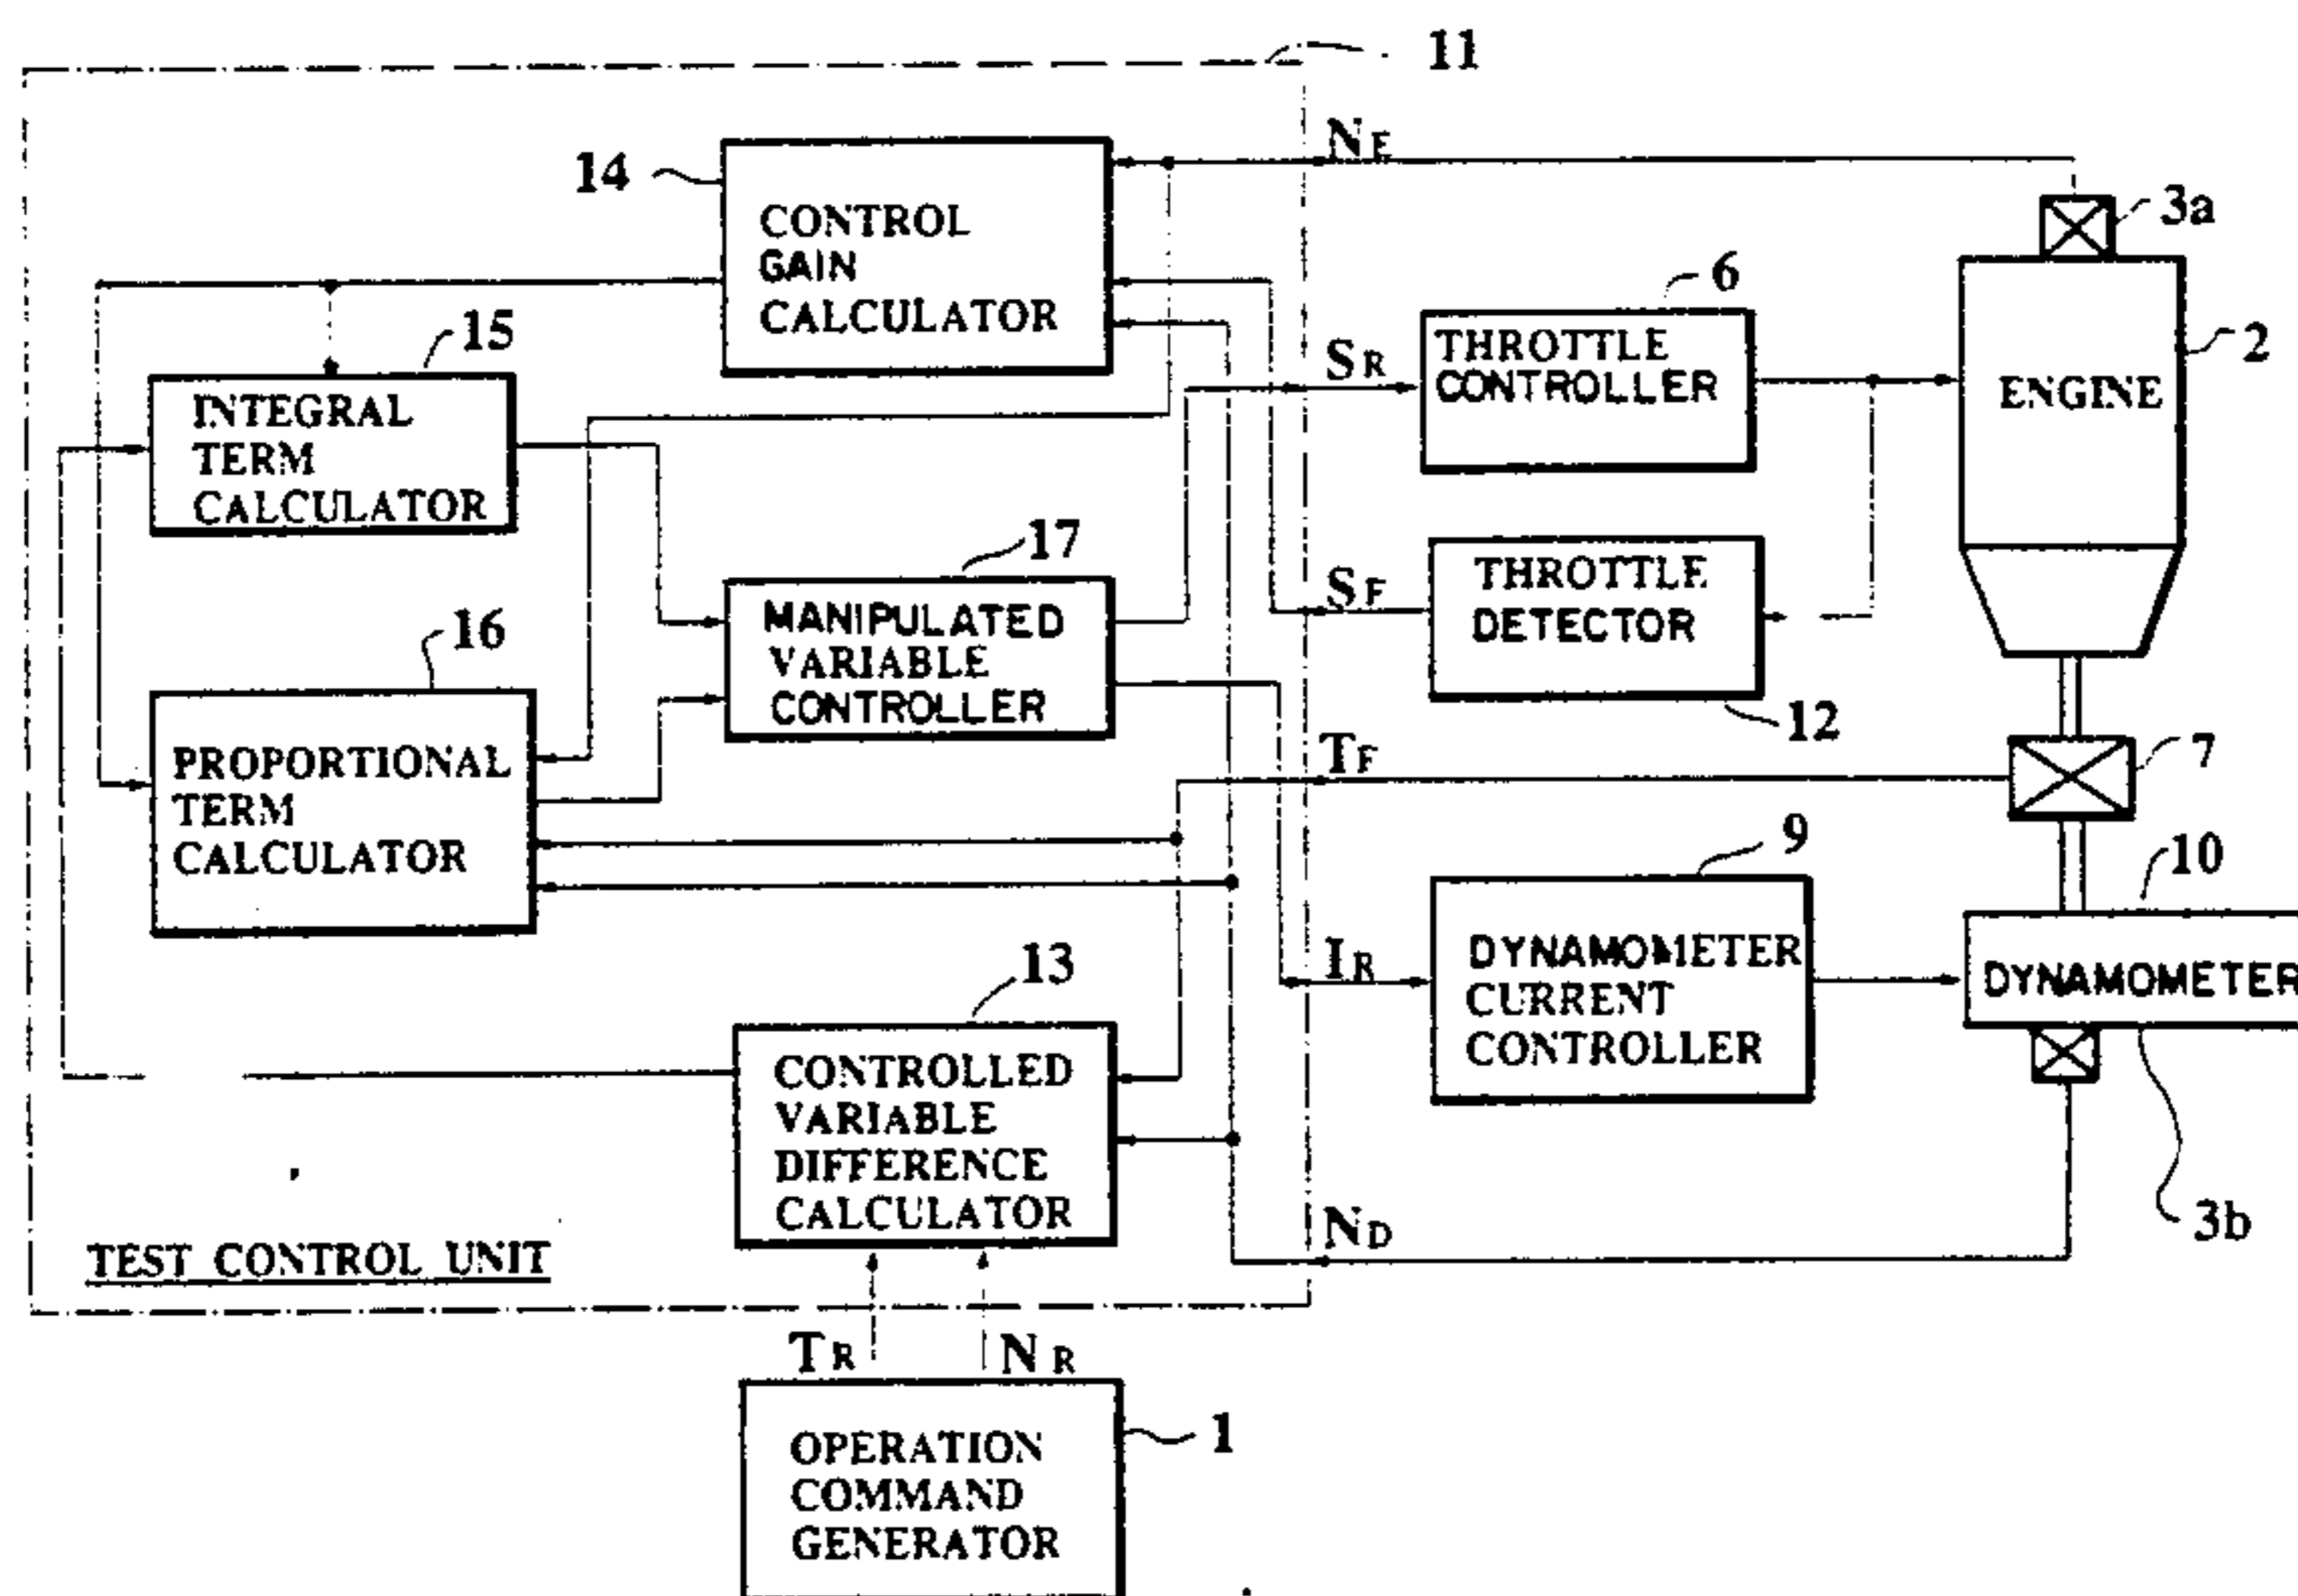 11
NE
14
CONTROL
GAIN
CALCULATOR
3a
6
15
SR
THROTTLE
CONTROLLER
2
ENGINE
INTEGRAL
TERM
CALCULATOR
17
SF
THROTTLE
DETECTOR
12
16
MANIPULATED
VARIABLE
CONTROLLER
TF
7
PROPORTIONAL
TERM
CALCULATOR
9
10
13
IR
DYNAMOMETER
CURRENT
CONTROLLER
DYNAMOMETER
CONTROLLED
VARIABLE
DIFFERENCE
CALCULATOR
3b
ND
TEST CONTROL UNIT
TR
NR
1
OPERATION
COMMAND
GENERATOR